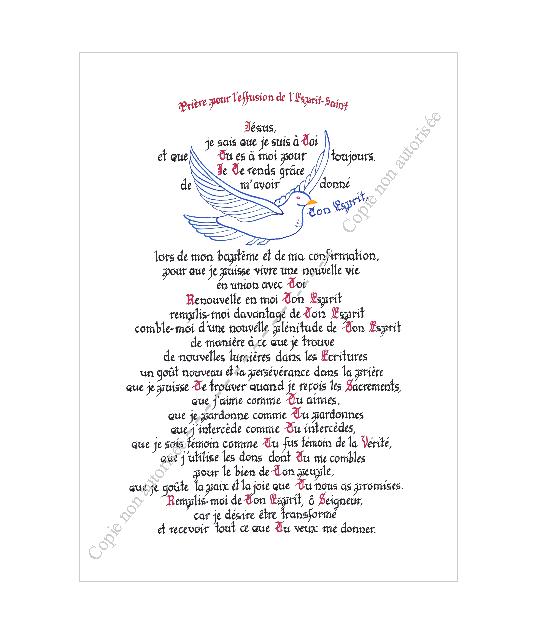 Prière pour l'effusion de l'Esprit-Saint
Jésus,
je sais que je suis à Toi
et que Tu es à moi pour toujours.
Je Te rends grâce
de m'avoir donné
Ton Esprit,
lors de mon baptême et de ma confirmation,
pour que je puisse vivre une nouvelle vie
en union avec Toi
Renouvelle en moi Ton Esprit
remplis-moi davantage de Ton Esprit
comble-moi d'une nouvelle plénitude de Ton Esprit
de manière à ce que je trouve
de nouvelles lumières dans les Ecritures
un goût nouveau et la persévérance dans la prière
que je puisse Te trouver quand je reçois les Sacrements,
que j'aime comme Tu aimes,
que je pardonne comme Tu pardonnes
que j'intercède comme Tu intercèdes,
que je sois témoin comme Tu fus témoin de la Vérité,
que j'utilise les dons dont Tu me combles
pour le bien de Ton peuple,
que je goûte la paix et la joie que Tu nous as promises.
Remplis-moi de Ton Esprit, ô Seigneur,
car je désire être transformé
et recevoir tout ce que Tu veux me donner.
Copie non autorisée
Copie non autorisée